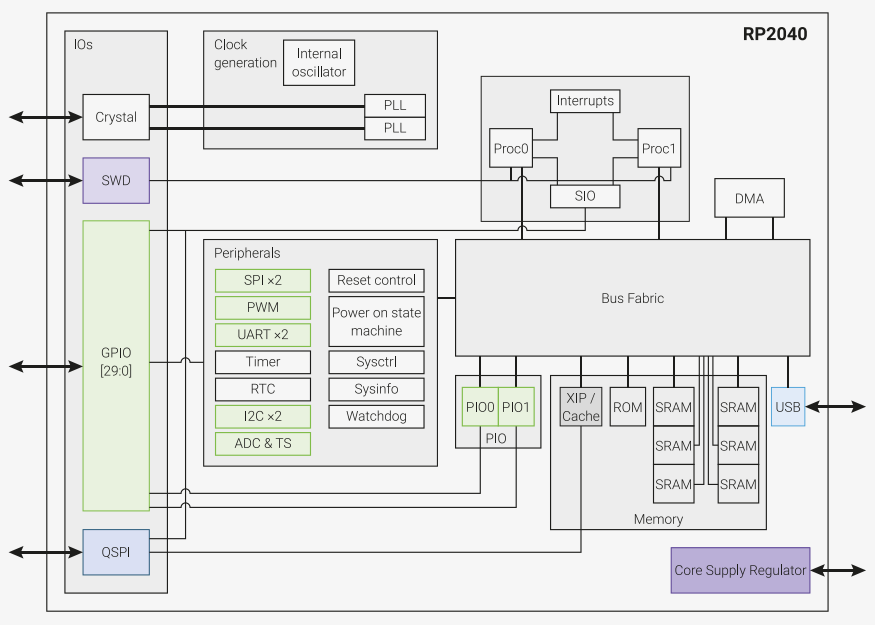 RP2040
IOs
Clock
generation
Internal
oscillator
Crystal
PLL
PLL
SWD
Interrupts
Proc0
Proc1
SIO
DMA
GPIO
[29:0]
Peripherals
SPI ×2
Reset control
PWM
Power on state
machine
UART ×2
Timer
Sysctrl
RTC
Sysinfo
I2C ×2
Watchdog
ADC & TS
Bus Fabric
PIO0
PIO1
PIO
XIP /
Cache
ROM
SRAM
SRAM
SRAM
SRAM
SRAM
SRAM
Memory
USB
QSPI
Core Supply Regulator